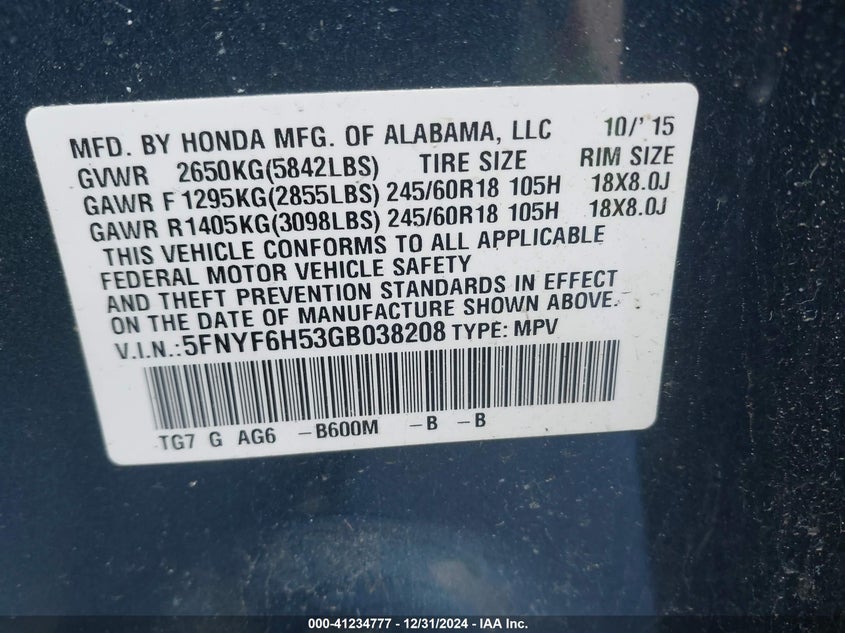 MFD. BY HONDA MFG. OF ALABAMA, LLC 10/'15
GVWR 2650KG(5842LBS) TIRE SIZE RIM SIZE
GAWR F1295KG(2855LBS) 245/60R18 105H 18X8.0J
GAWR R1405KG(3098LBS) 245/60R18 105H 18X8.0J
THIS VEHICLE CONFORMS TO ALL APPLICABLE
FEDERAL MOTOR VEHICLE SAFETY
AND THEFT PREVENTION STANDARDS IN EFFECT
ON THE DATE OF MANUFACTURE SHOWN ABOVE.
V.I.N.:5FNYF6H53GB038208 TYPE: MPV
TG7 G AG6 -B600M -B -B
000-41234777 - 12/31/2024 - IAA Inc.